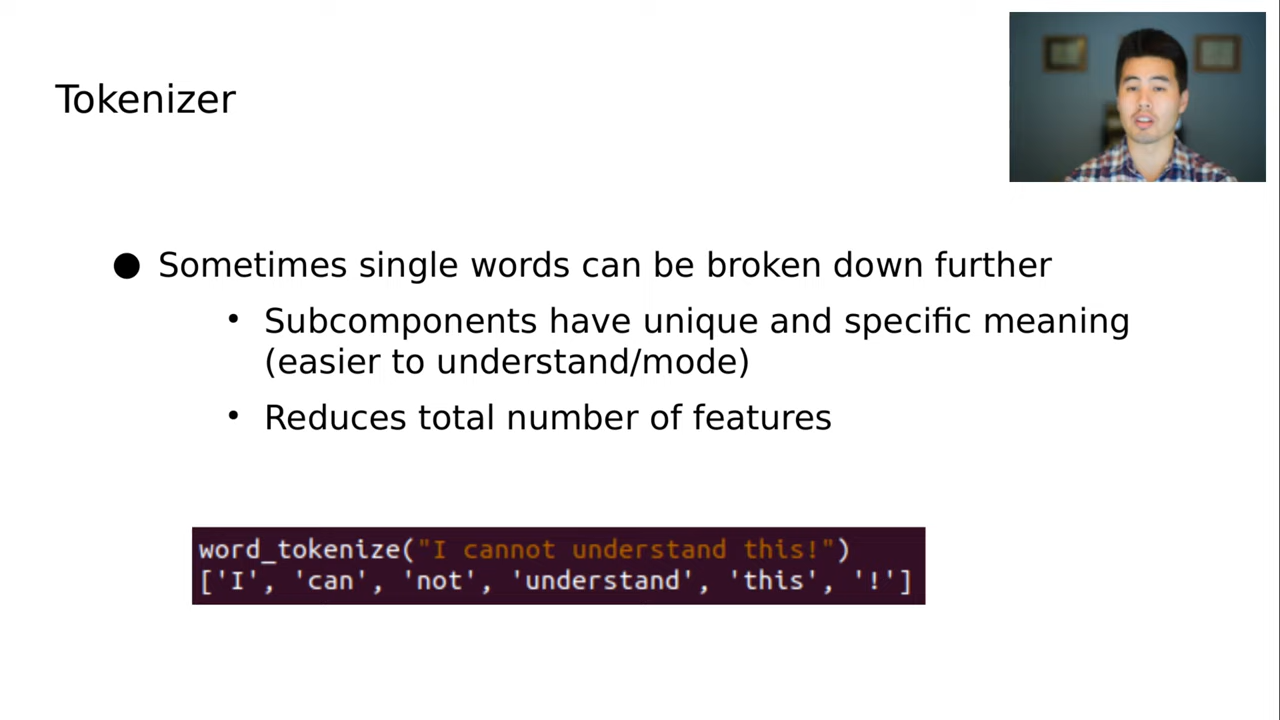 Tokenizer
● Sometimes single words can be broken down further
• Subcomponents have unique and specific meaning
(easier to understand/mode)
• Reduces total number of features
word_tokenize("I cannot understand this!")
['I', 'can', 'not', 'understand', 'this', '!']